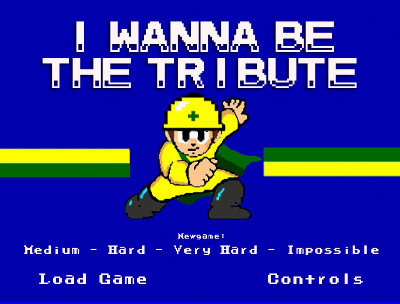 I WANNA BE
THE TRIBUTE
Newgame:
Medium - Hard - Very Hard - Impossible
Load Game
Controls